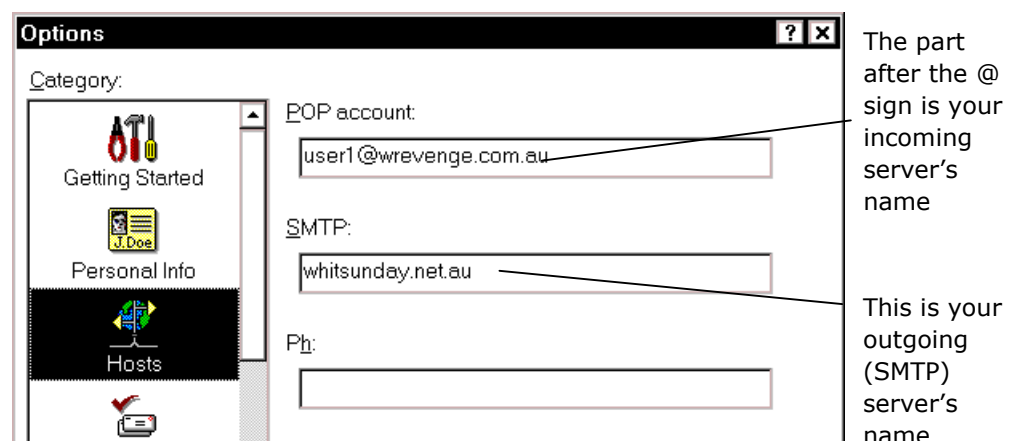 Options
Category:
Getting Started
J.Doe
Personal Info
Hosts
POP account:
user1@wrevenge.com.au
SMTP:
whitsunday.net.au
Ph:
The part
after the @
sign is your
incoming
server's
name
This is your
outgoing
(SMTP)
server's
name